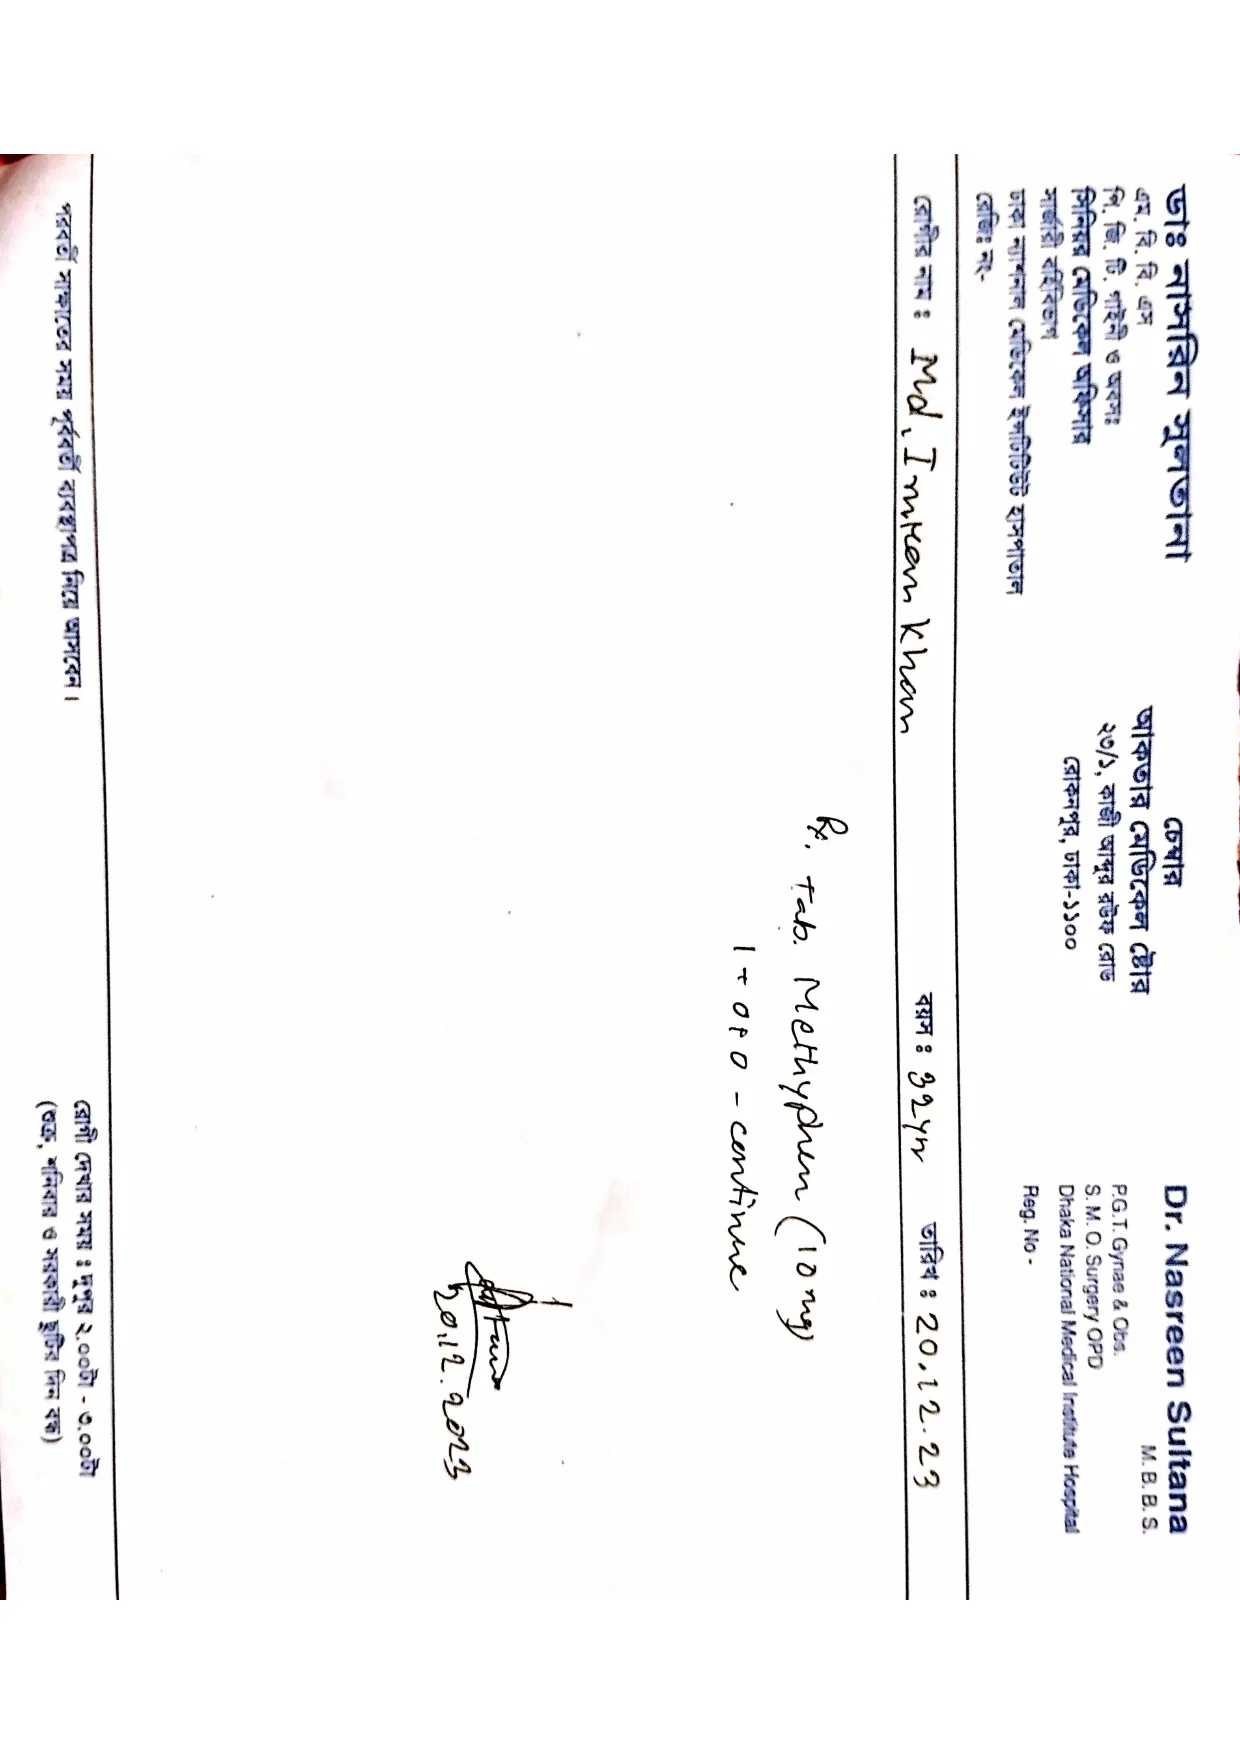 ডাঃ নাসরিন সুলতানা
এম. বি. বি. এস
পি. জি. টি. গাইনী ও অবসঃ
সিনিয়র মেডিকেল অফিসার
সার্জারী বহির্বিভাগ
ঢাকা ন্যাশনাল মেডিকেল ইন্সটিটিউট হাসপাতাল
রেজিঃ নং-
চেম্বার
আকতার মেডিকেল ষ্টোর
২৩/১, কাজী আব্দুর রউফ রোড
রোকনপুর, ঢাকা-১১০০
Dr. Nasreen Sultana
M. B. B. S.
P.G.T. Gynae & Obs.
S. M. O. Surgery OPD
Dhaka National Medical Institute Hospital
Reg. No -
রোগীর নাম : Md. Imran Khan বয়স : 32yr তারিখ : 20.12.23
Rx.
Tab. Methyphen (10mg)
1+0+0 - continue
20.12.2023
পরবর্তী সাক্ষাতের সময় পূর্ববর্তী ব্যবস্থাপত্র নিয়ে আসবেন।
রোগী দেখার সময় : দুপুর ২.০০টা - ৩.০০টা
(শুক্র, শনিবার ও সরকারী ছুটির দিন বন্ধ)